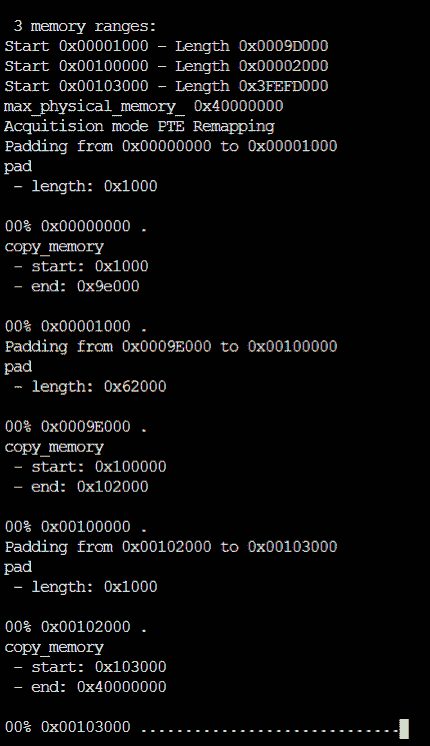 3 memory ranges:
Start 0x00001000 - Length 0x0009D000
Start 0x00100000 - Length 0x00002000
Start 0x00103000 - Length 0x3FEFD000
max_physical_memory_ 0x40000000
Acquitision mode PTE Remapping
Padding from 0x00000000 to 0x00001000
pad
- length: 0x1000
00% 0x00000000 .
copy_memory
- start: 0x1000
- end: 0x9e000
00% 0x00001000 .
Padding from 0x0009E000 to 0x00100000
pad
- length: 0x62000
00% 0x0009E000 .
copy_memory
- start: 0x100000
- end: 0x102000
00% 0x00100000 .
Padding from 0x00102000 to 0x00103000
pad
- length: 0x1000
00% 0x00102000 .
copy_memory
- start: 0x103000
- end: 0x40000000
00% 0x00103000 .............................